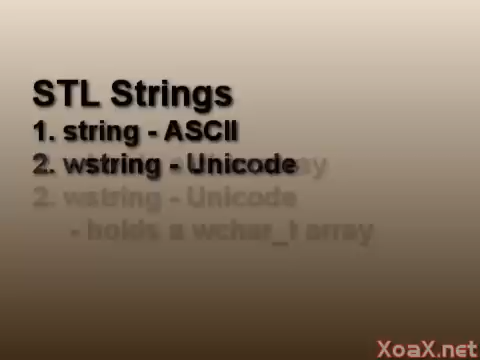 STL Strings
1. string - ASCII
2. wstring - Unicode
2. wstring - Unicode
- holds a wchar_t array
XoaX.net